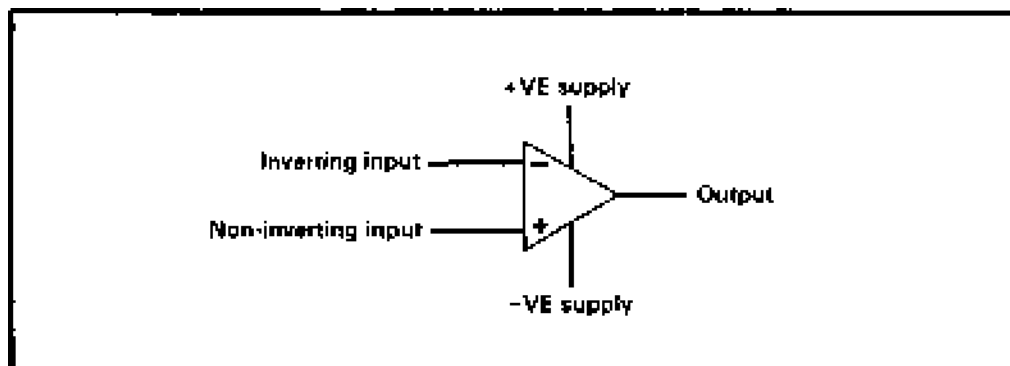 +VE supply
Inverting input
−
Output
Non-inverting input
+
−VE supply